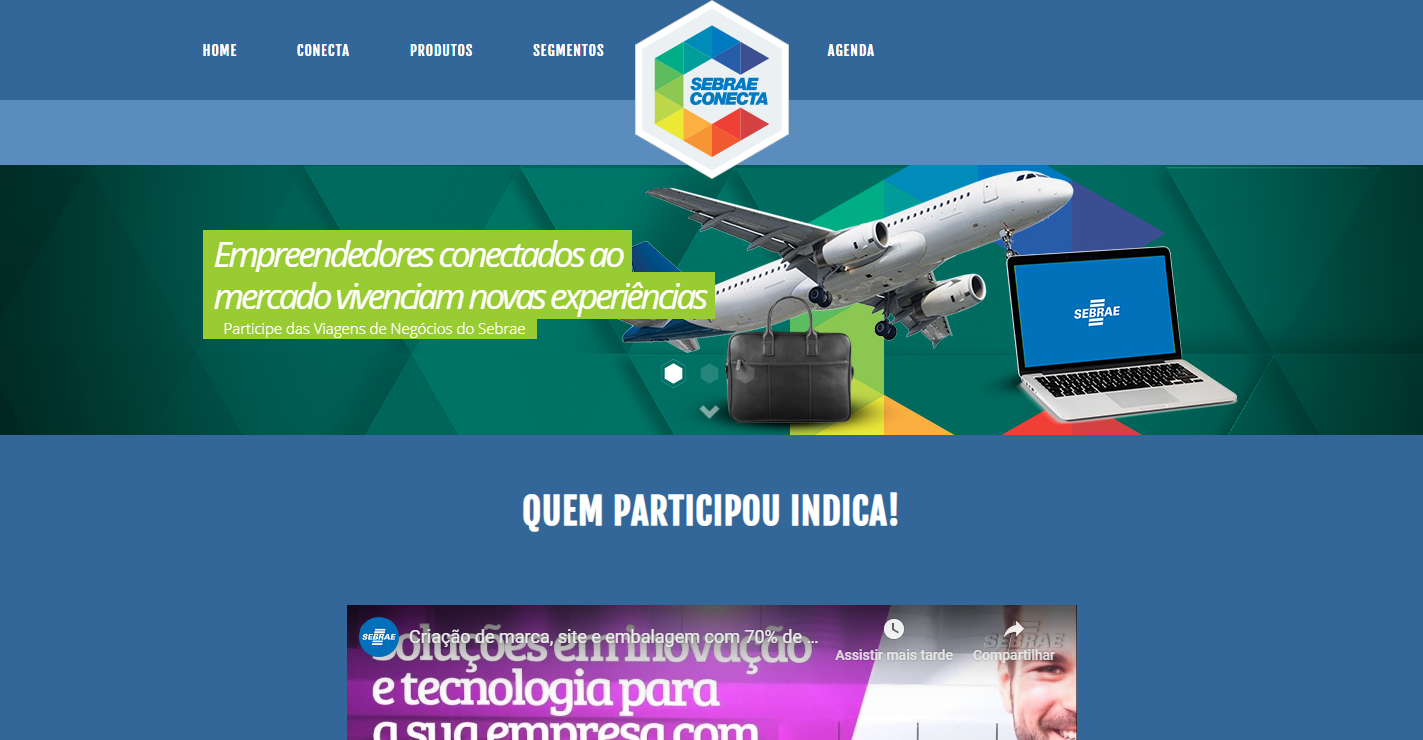 HOME
CONECTA
PRODUTOS
SEGMENTOS
SEBRAE
CONECTA
AGENDA
Empreendedores conectados ao
mercado vivenciam novas experiências
Participe das Viagens de Negócios do Sebrae
SEBRAE
QUEM PARTICIPOU INDICA!
SEBRAE
Criação de marca, site e embalagem com 70% de ...
Assistir mais tarde
Compartilhar
SEBRAE
Soluções em inovação
e tecnologia para
a sua empresa com